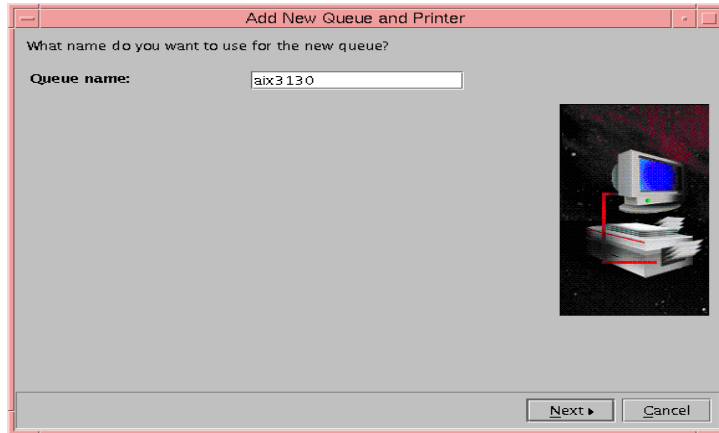 Add New Queue and Printer
What name do you want to use for the new queue?
Queue name: aix3130
Next Cancel